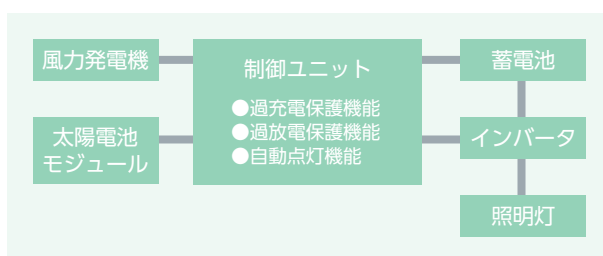 風力発電機
太陽電池
モジュール
制御ユニット
●過充電保護機能
●過放電保護機能
●自動点灯機能
蓄電池
インバータ
照明灯